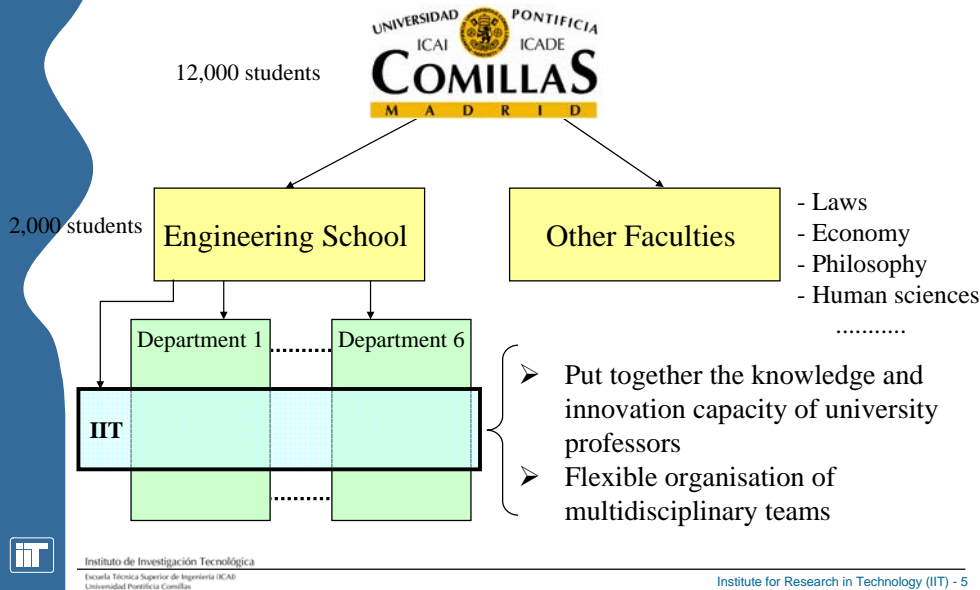 UNIVERSIDAD PONTIFICIA
ICAI ICADE
COMILLAS
MADRID
12,000 students
2,000 students
Engineering School
Other Faculties
- Laws
- Economy
- Philosophy
- Human sciences
...........
Department 1
Department 6
IIT
➢ Put together the knowledge and
innovation capacity of university
professors
➢ Flexible organisation of
multidisciplinary teams
iiT
Instituto de Investigación Tecnológica
Escuela Técnica Superior de Ingeniería (ICAI)
Universidad Pontificia Comillas
Institute for Research in Technology (IIT) - 5